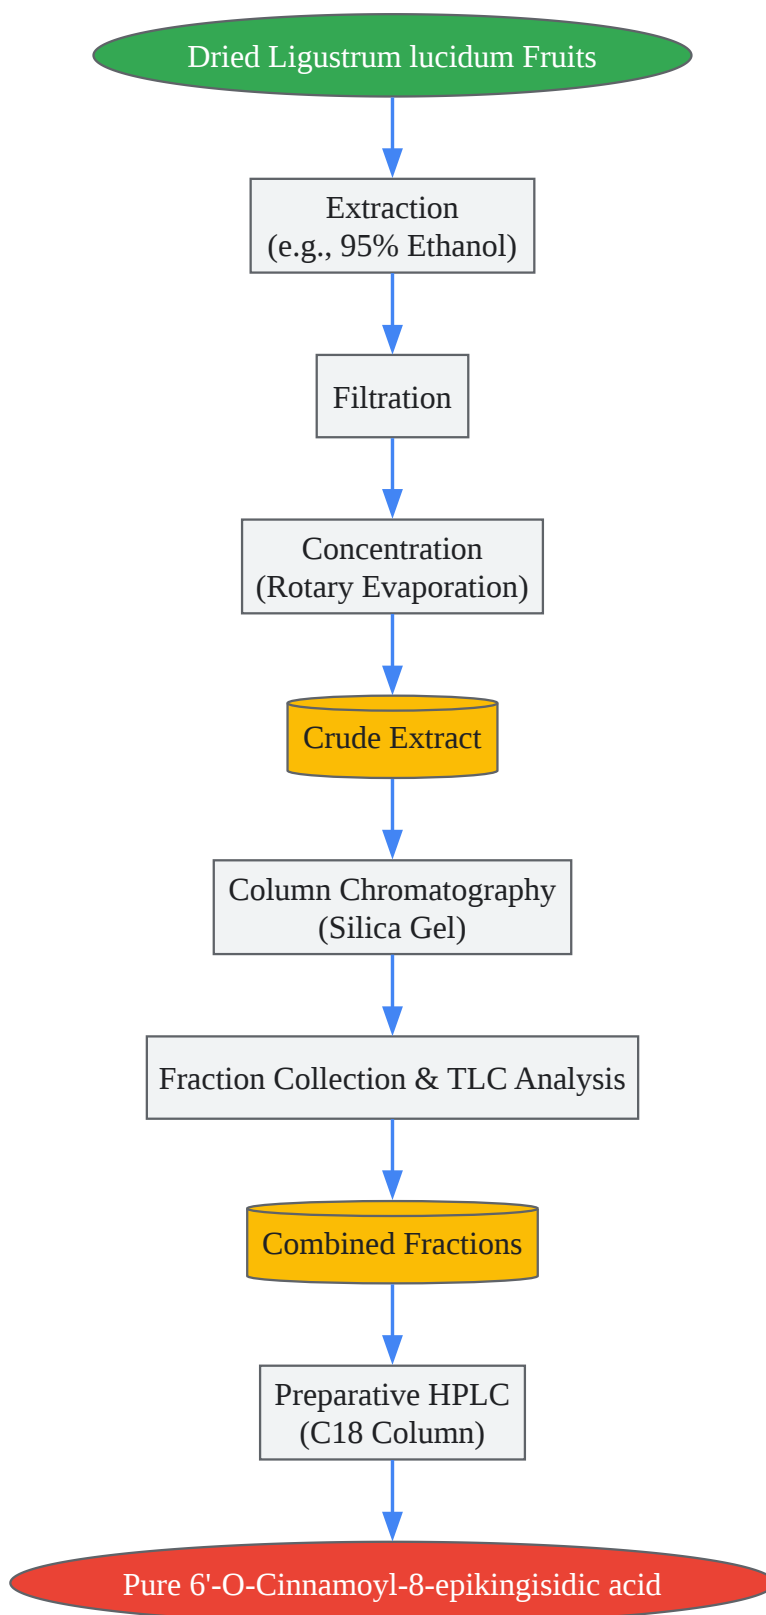 Dried Ligustrum lucidum Fruits
Extraction
(e.g., 95% Ethanol)
Filtration
Concentration
(Rotary Evaporation)
Crude Extract
Column Chromatography
(Silica Gel)
Fraction Collection & TLC Analysis
Combined Fractions
Preparative HPLC
(C18 Column)
Pure 6'-O-Cinnamoyl-8-epikingisidic acid